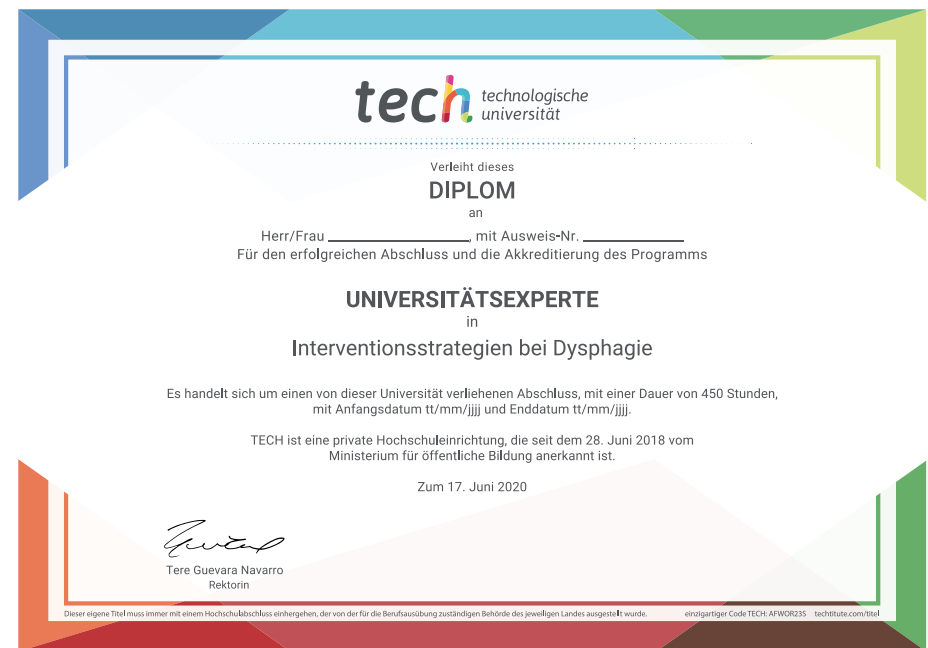 tech technologische
universität
Verleiht dieses
DIPLOM
an
Herr/Frau ____________________, mit Ausweis-Nr. ______________
Für den erfolgreichen Abschluss und die Akkreditierung des Programms
UNIVERSITÄTSEXPERTE
in
Interventionsstrategien bei Dysphagie
Es handelt sich um einen von dieser Universität verliehenen Abschluss, mit einer Dauer von 450 Stunden,
mit Anfangsdatum tt/mm/jjjj und Enddatum tt/mm/jjjj.
TECH ist eine private Hochschuleinrichtung, die seit dem 28. Juni 2018 vom
Ministerium für öffentliche Bildung anerkannt ist.
Zum 17. Juni 2020
Tere Guevara Navarro
Rektorin
Dieser eigene Titel muss immer mit einem Hochschulabschluss einhergehen, der von der für die Berufsausübung zuständigen Behörde des jeweiligen Landes ausgestellt wurde. einzigartiger Code TECH: AFWOR23S techtitute.com/titel